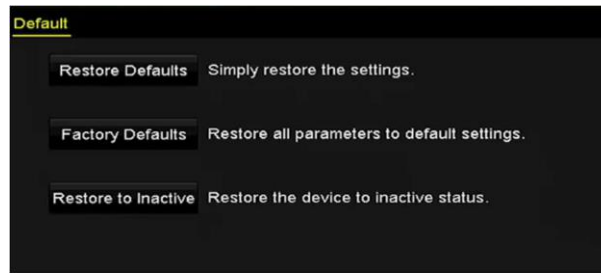 Default
Restore Defaults Simply restore the settings.
Factory Defaults Restore all parameters to default settings.
Restore to Inactive Restore the device to inactive status.